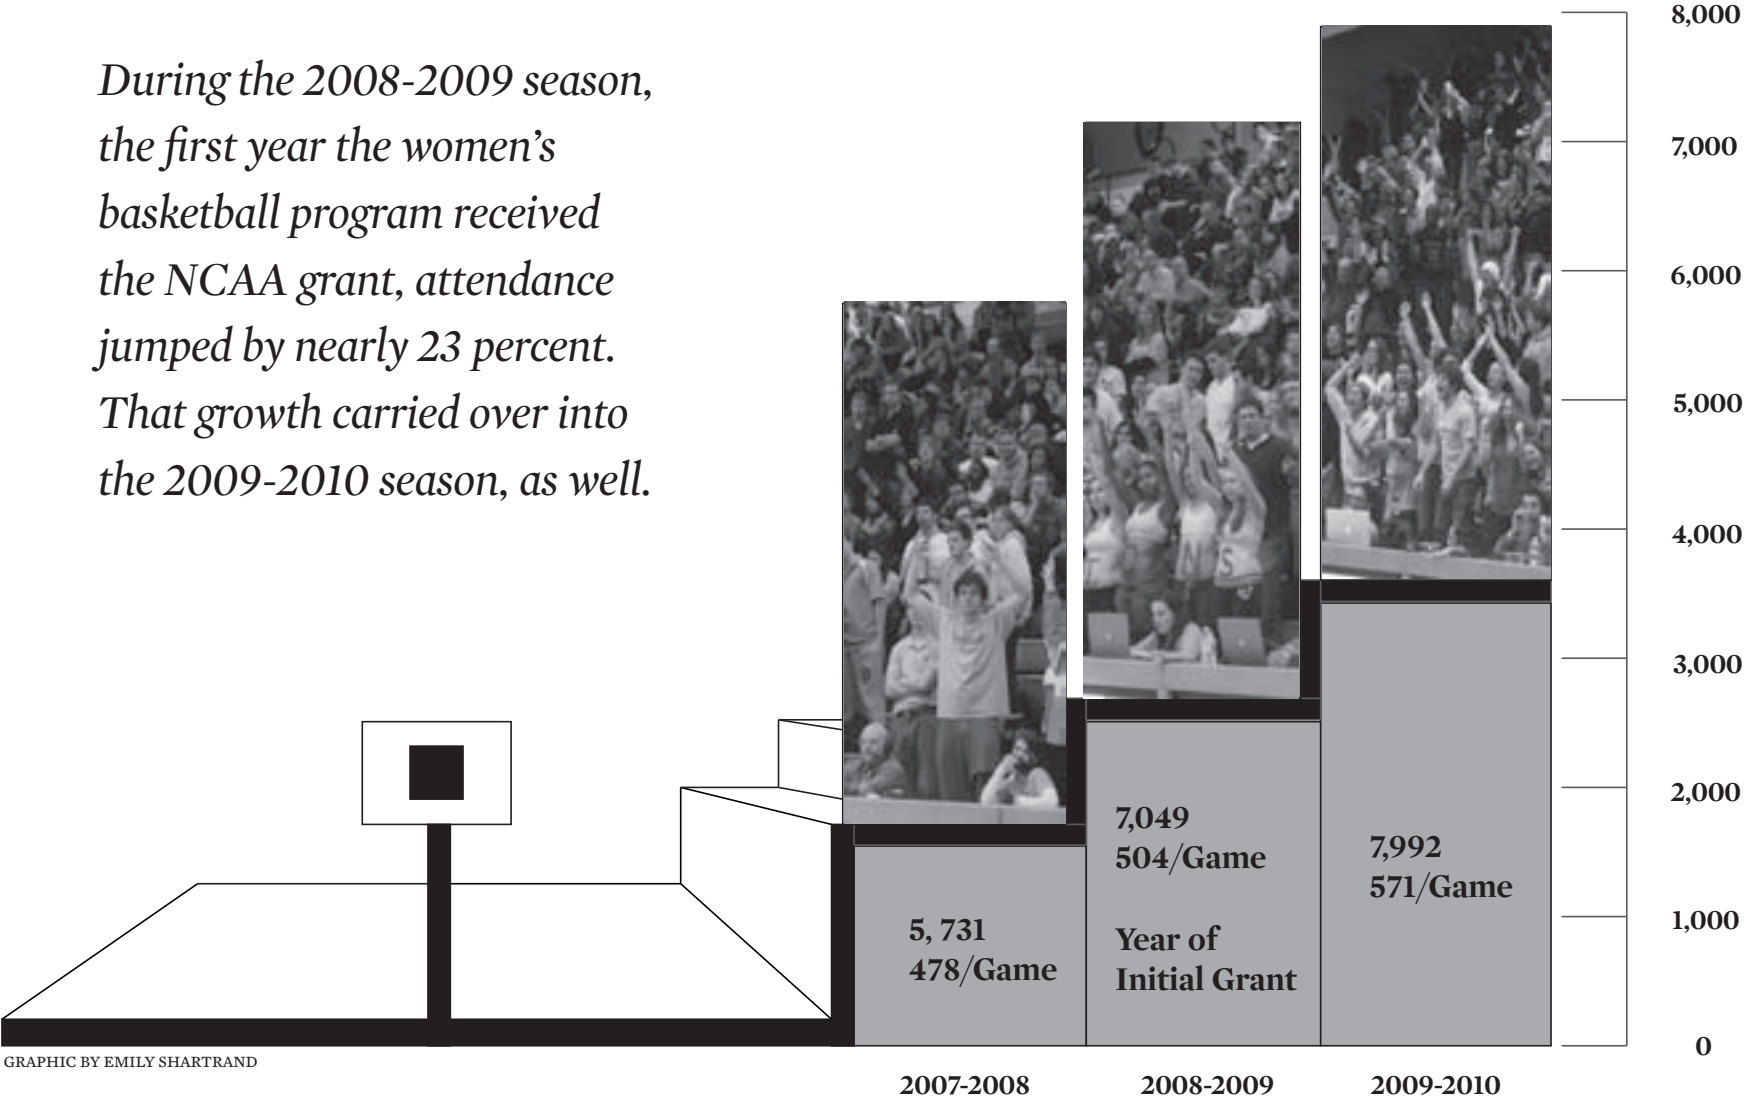 During the 2008-2009 season,
the first year the women’s
basketball program received
the NCAA grant, attendance
jumped by nearly 23 percent.
That growth carried over into
the 2009-2010 season, as well.
8,000
7,000
6,000
5,000
4,000
3,000
2,000
1,000
0
5, 731
478/Game
7,049
504/Game
Year of
Initial Grant
7,992
571/Game
GRAPHIC BY EMILY SHARTRAND
2007-2008
2008-2009
2009-2010